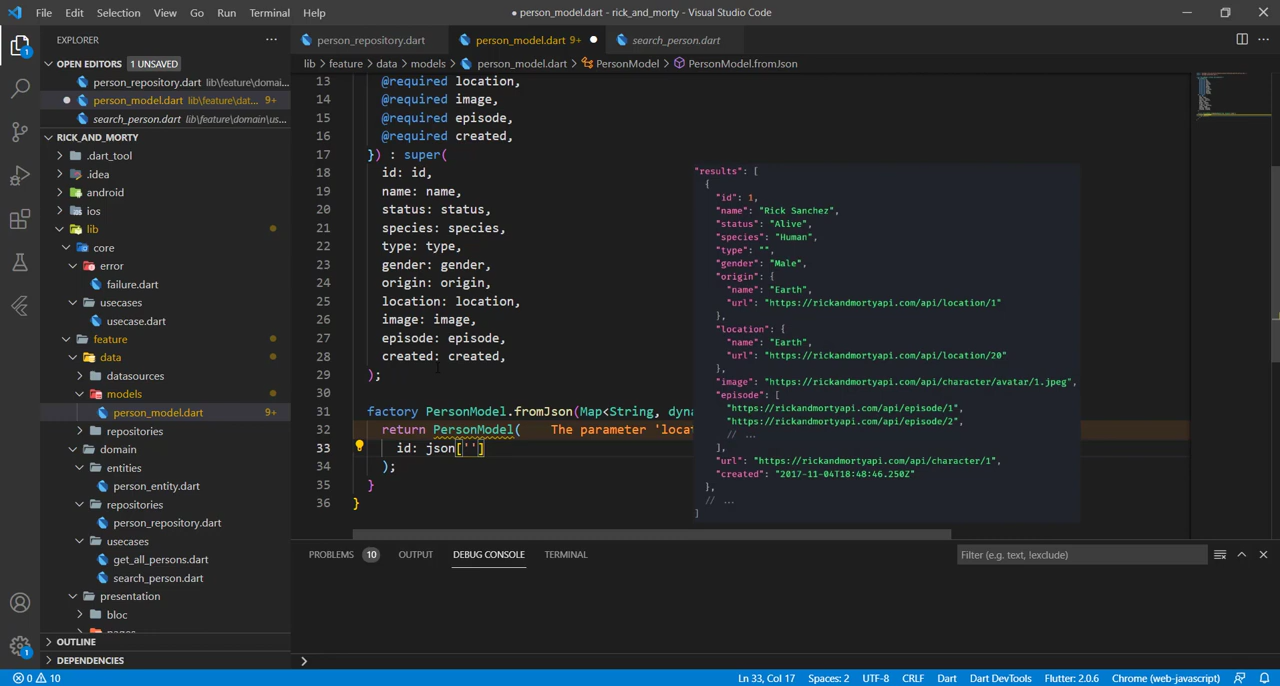 File Edit Selection View Go Run Terminal Help
● person_model.dart - rick_and_morty - Visual Studio Code
EXPLORER ...
OPEN EDITORS 1 UNSAVED
person_repository.dart lib\feature\domai...
person_model.dart lib\feature\dat... 9+
search_person.dart lib\feature\domain\us...
RICK_AND_MORTY
.dart_tool
.idea
android
ios
lib
core
error
failure.dart
usecases
usecase.dart
feature
data
datasources
models
person_model.dart 9+
repositories
domain
entities
person_entity.dart
repositories
person_repository.dart
usecases
get_all_persons.dart
search_person.dart
presentation
bloc
OUTLINE
DEPENDENCIES
1
1
person_repository.dart person_model.dart 9+ ● search_person.dart
lib > feature > data > models > person_model.dart > PersonModel > PersonModel.fromJson
13 @required location,
14 @required image,
15 @required episode,
16 @required created,
17 }) : super(
18 id: id,
19 name: name,
20 status: status,
21 species: species,
22 type: type,
23 gender: gender,
24 origin: origin,
25 location: location,
26 image: image,
27 episode: episode,
28 created: created,
29 );
30
31 factory PersonModel.fromJson(Map<String, dyna
32 return PersonModel( The parameter 'locat
33 id: json['']
34 );
35 }
36 }
"results": [
{
"id": 1,
"name": "Rick Sanchez",
"status": "Alive",
"species": "Human",
"type": "",
"gender": "Male",
"origin": {
"name": "Earth",
"url": "https://rickandmortyapi.com/api/location/1"
},
"location": {
"name": "Earth",
"url": "https://rickandmortyapi.com/api/location/20"
},
"image": "https://rickandmortyapi.com/api/character/avatar/1.jpeg",
"episode": [
"https://rickandmortyapi.com/api/episode/1",
"https://rickandmortyapi.com/api/episode/2",
// ...
],
"url": "https://rickandmortyapi.com/api/character/1",
"created": "2017-11-04T18:48:46.250Z"
},
// ...
]
PROBLEMS 10 OUTPUT DEBUG CONSOLE TERMINAL
Filter (e.g. text, !exclude)
0 10
Ln 33, Col 17 Spaces: 2 UTF-8 CRLF Dart Dart DevTools Flutter: 2.0.6 Chrome (web-javascript)